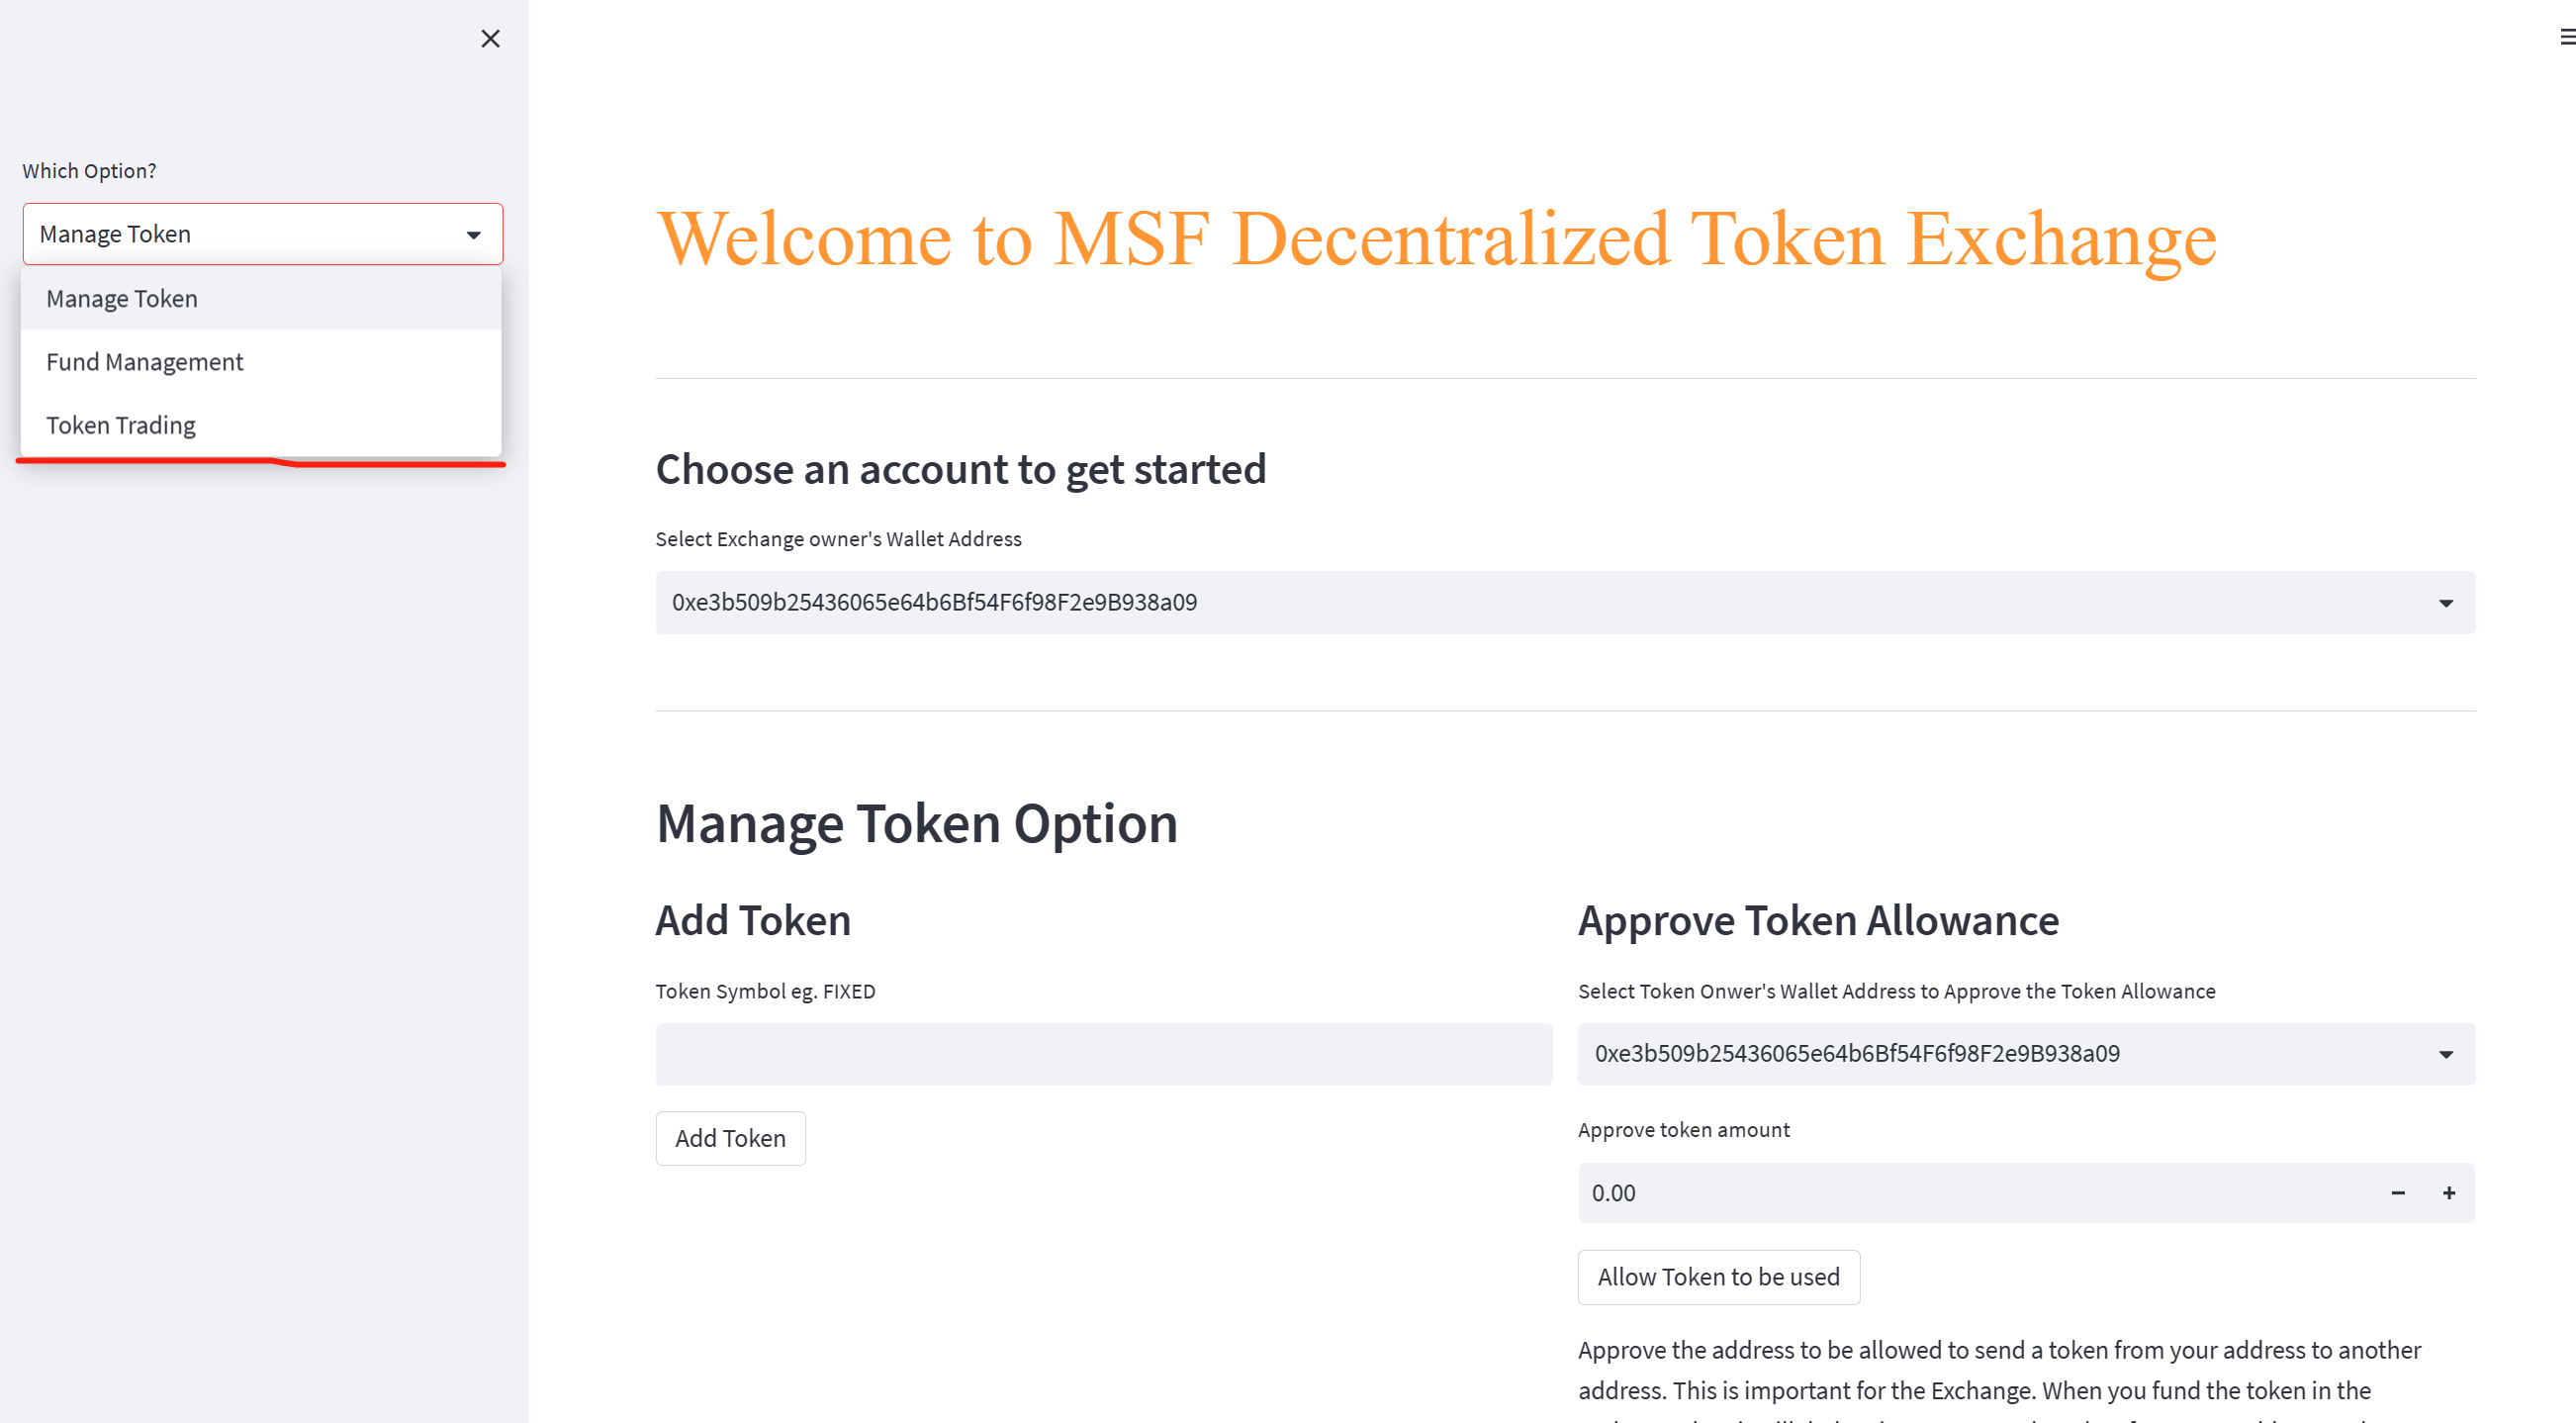 Which Option?
Manage Token
Manage Token
Fund Management
Token Trading
Welcome to MSF Decentralized Token Exchange
Choose an account to get started
Select Exchange owner's Wallet Address
0xe3b509b25436065e64b6Bf54F6f98F2e9B938a09
Manage Token Option
Add Token
Token Symbol eg. FIXED
Add Token
Approve Token Allowance
Select Token Onwer's Wallet Address to Approve the Token Allowance
0xe3b509b25436065e64b6Bf54F6f98F2e9B938a09
Approve token amount
0.00
Allow Token to be used
Approve the address to be allowed to send a token from your address to another
address. This is important for the Exchange. When you fund the token in the